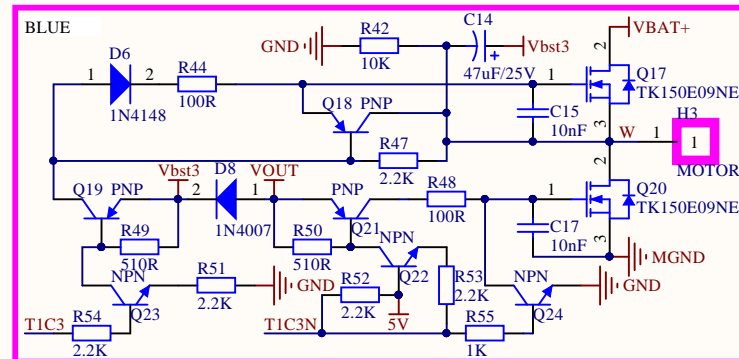 BLUE
GND
R42
10K
C14
47uF/25V
Vbst3
VBAT+
2
D6
1
2
1N4148
R44
100R
1
Q17
TK150E09NE
3
Q18
PNP
C15
10nF
H3
W
1
1
MOTOR
R47
2.2K
Vbst3
D8
VOUT
2
1
1N4007
Q19
PNP
PNP
Q21
R48
100R
2
1
Q20
TK150E09NE
3
R49
510R
R50
510R
NPN
Q22
C17
10nF
MGND
R51
2.2K
GND
NPN
Q23
R52
2.2K
5V
R53
2.2K
NPN
Q24
GND
T1C3
R54
2.2K
T1C3N
R55
1K